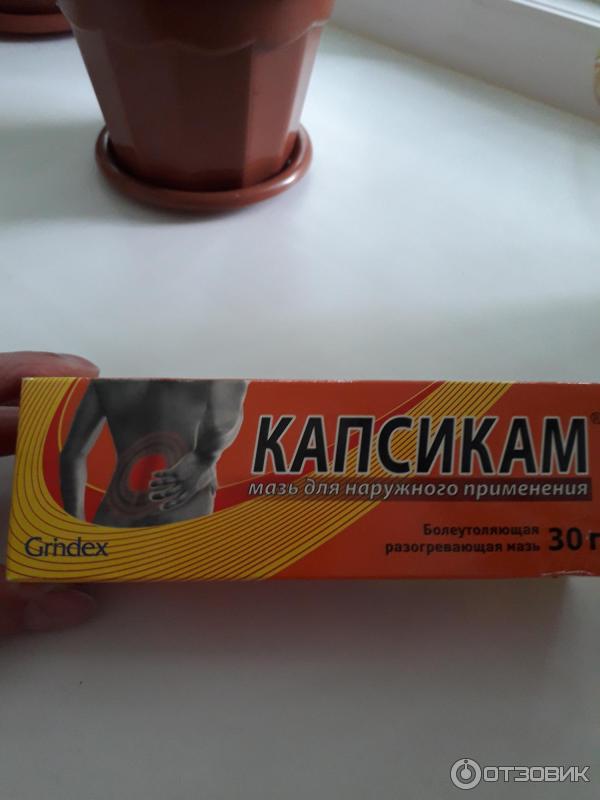 КАПСИКАМ®
мазь для наружного применения
Grindex
Болеутоляющая
разогревающая мазь 30 г
ОТЗОВИК